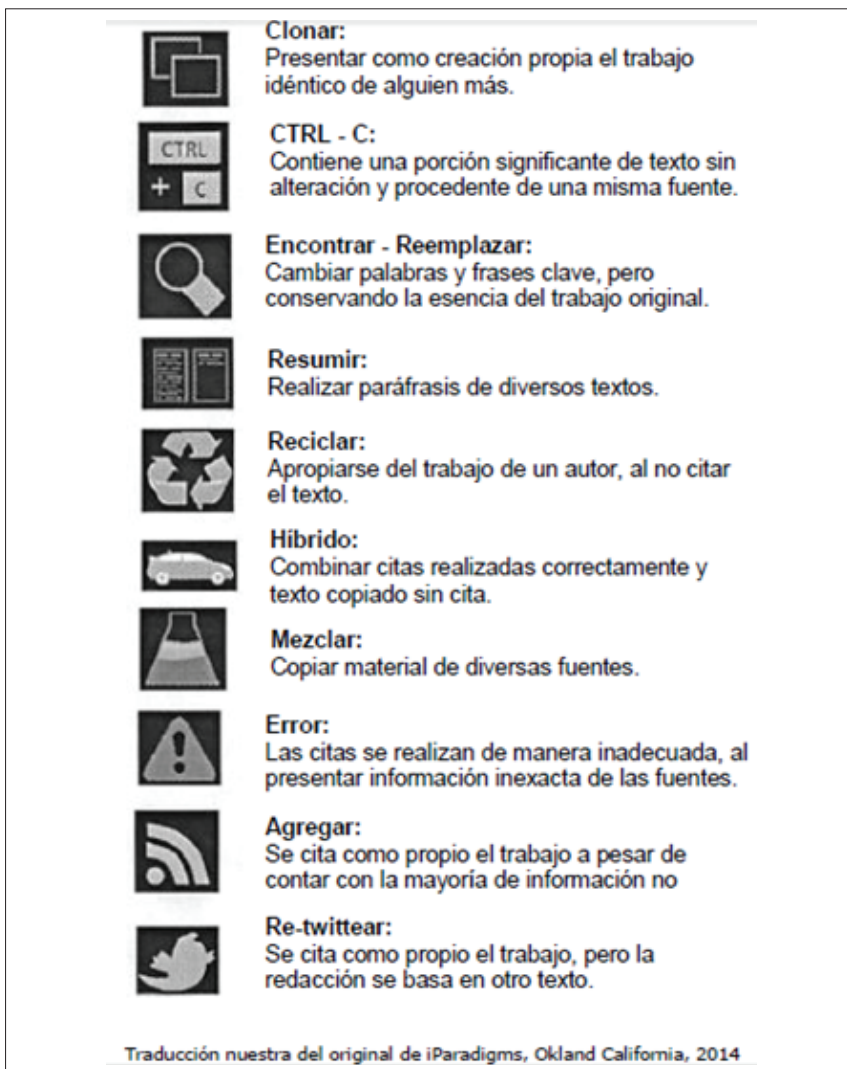 Clonar:
Presentar como creación propia el trabajo
idéntico de alguien más.
CTRL
+ C
CTRL - C:
Contiene una porción significante de texto sin
alteración y procedente de una misma fuente.
Encontrar - Reemplazar:
Cambiar palabras y frases clave, pero
conservando la esencia del trabajo original.
Resumir:
Realizar paráfrasis de diversos textos.
Reciclar:
Apropiarse del trabajo de un autor, al no citar
el texto.
Híbrido:
Combinar citas realizadas correctamente y
texto copiado sin cita.
Mezclar:
Copiar material de diversas fuentes.
Error:
Las citas se realizan de manera inadecuada, al
presentar información inexacta de las fuentes.
Agregar:
Se cita como propio el trabajo a pesar de
contar con la mayoría de información no
Re-twittear:
Se cita como propio el trabajo, pero la
redacción se basa en otro texto.
Traducción nuestra del original de iParadigms, Okland California, 2014